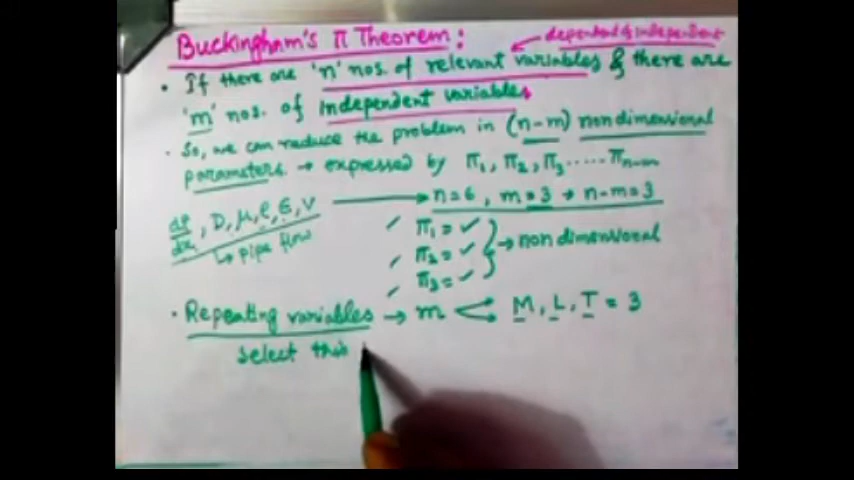 Buckingham's π Theorem:
dependent & independent
• If there are 'n' nos. of relevant variables & there are
'm' nos. of independent variables
• So, we can reduce the problem in (n-m) nondimensional
parameters. → expressed by π₁, π₂, π₃ ..... πn-m
dP/dx, D, μ, ρ, ε, V → n=6, m=3 → n-m=3
↳ pipe flow
π₁ = ✓
π₂ = ✓ → non dimensional
π₃ = ✓
• Repeating variables → m < M, L, T = 3
select this